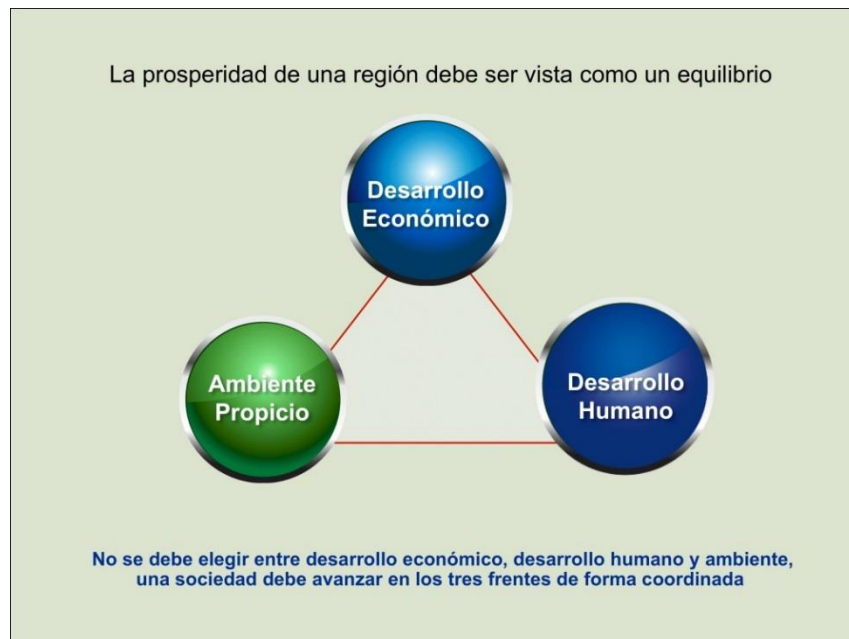 La prosperidad de una región debe ser vista como un equilibrio
Desarrollo
Económico
Ambiente
Propicio
Desarrollo
Humano
No se debe elegir entre desarrollo económico, desarrollo humano y ambiente,
una sociedad debe avanzar en los tres frentes de forma coordinada